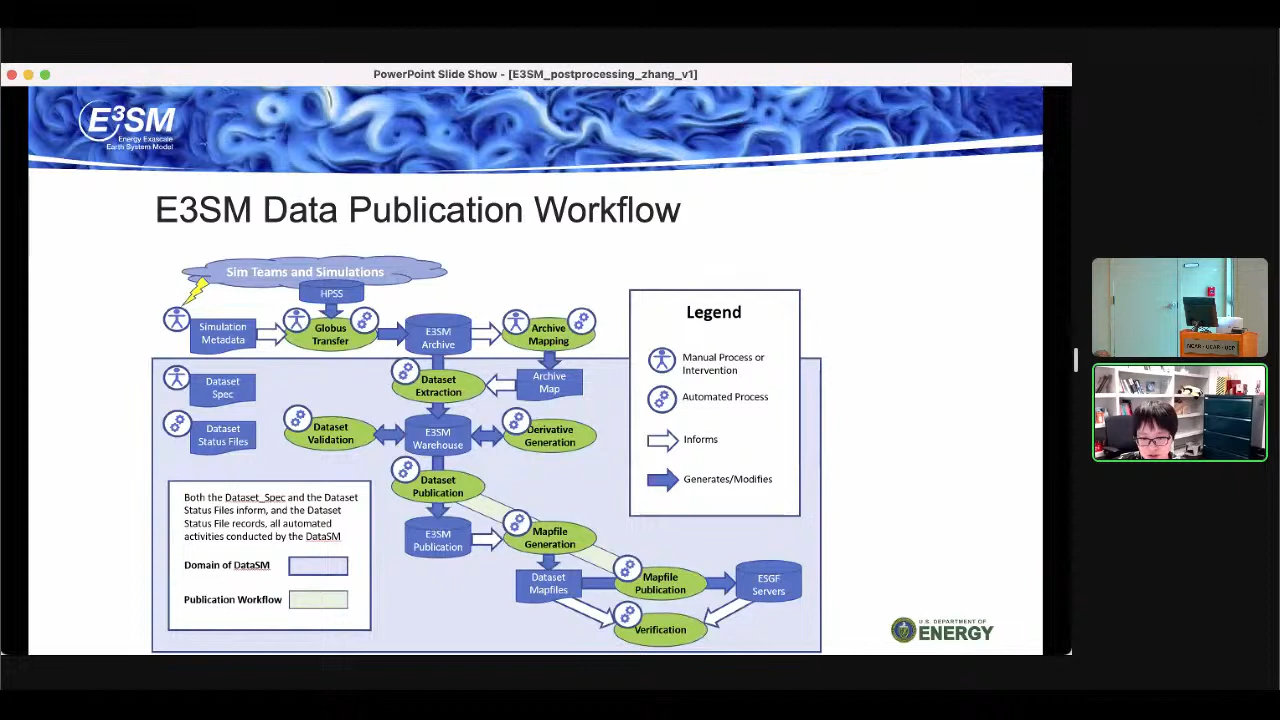 PowerPoint Slide Show - [E3SM_postprocessing_zhang_v1]
E³SM
Energy Exascale
Earth System Model
E3SM Data Publication Workflow
Sim Teams and Simulations
HPSS
Simulation
Metadata
Globus
Transfer
E3SM
Archive
Archive
Mapping
Dataset
Spec
Dataset
Extraction
Archive
Map
Dataset
Status Files
Dataset
Validation
E3SM
Warehouse
Derivative
Generation
Dataset
Publication
E3SM
Publication
Mapfile
Generation
Dataset
Mapfiles
Mapfile
Publication
ESGF
Servers
Verification
Legend
Manual Process or
Intervention
Automated Process
Informs
Generates/Modifies
Both the Dataset_Spec and the Dataset
Status Files inform, and the Dataset
Status File records, all automated
activities conducted by the DataSM
Domain of DataSM
Publication Workflow
U.S. DEPARTMENT OF
ENERGY
NCAR - UCAR - UCP